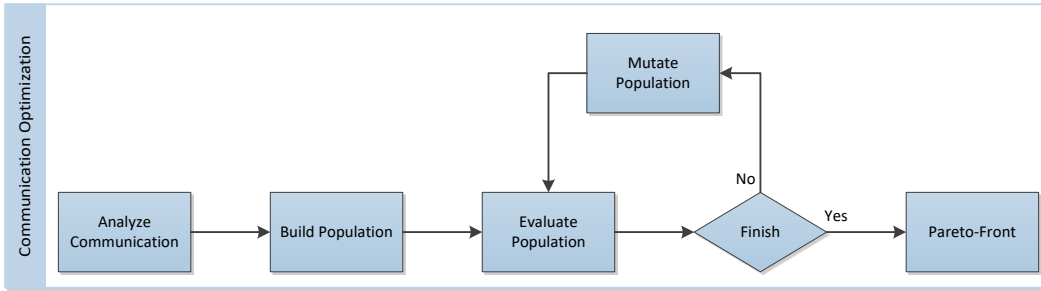 Communication Optimization
Mutate
Population
No
Analyze
Communication
Build Population
Evaluate
Population
Finish
Yes
Pareto-Front